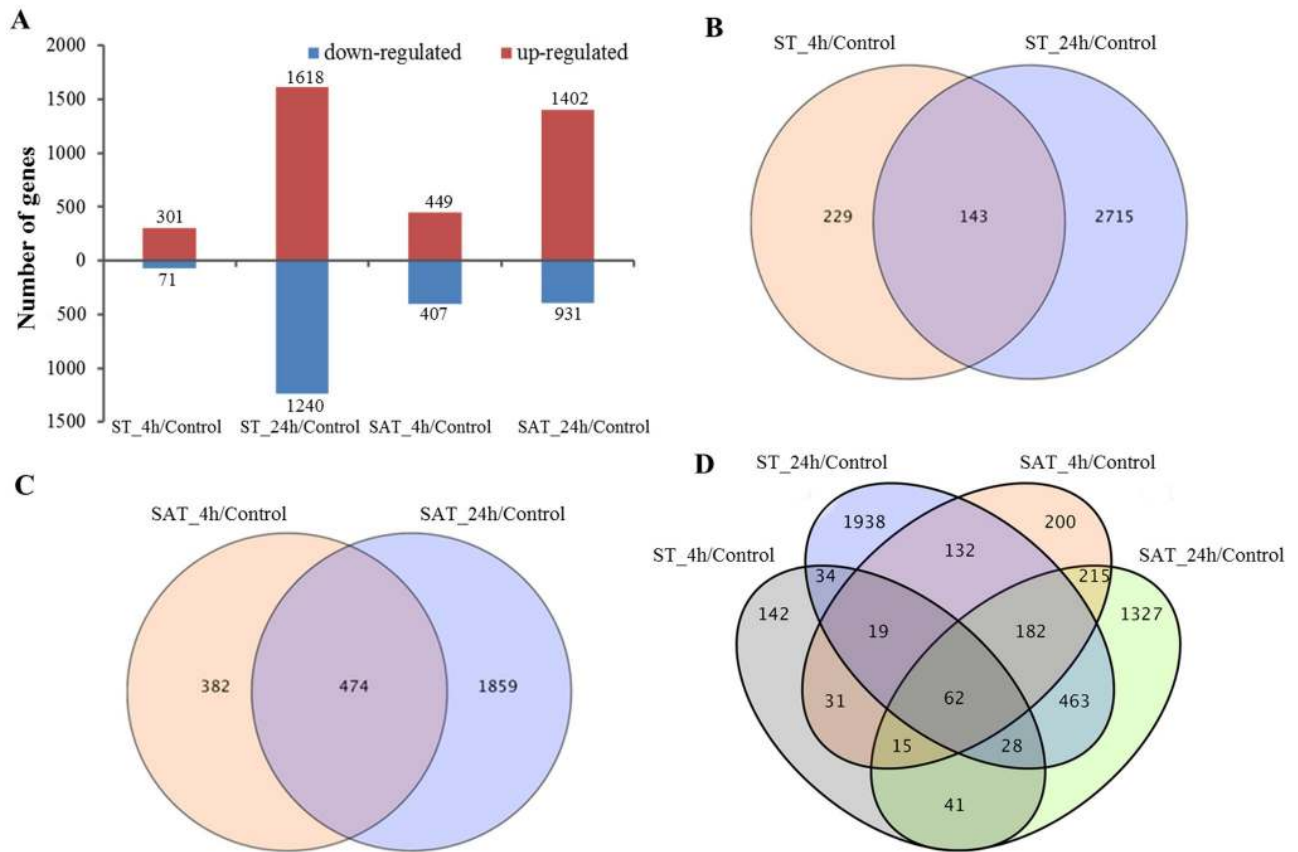 A
Number of genes
2000
1500
1000
500
0
500
1000
1500
down-regulated up-regulated
301
71
1618
1240
449
407
1402
931
ST_4h/Control ST_24h/Control SAT_4h/Control SAT_24h/Control
B
ST_4h/Control ST_24h/Control
229 143 2715
C
SAT_4h/Control SAT_24h/Control
382 474 1859
D
ST_24h/Control SAT_4h/Control
ST_4h/Control SAT_24h/Control
1938 200
132
34 215
142 1327
19 182
31 62 463
15 28
41